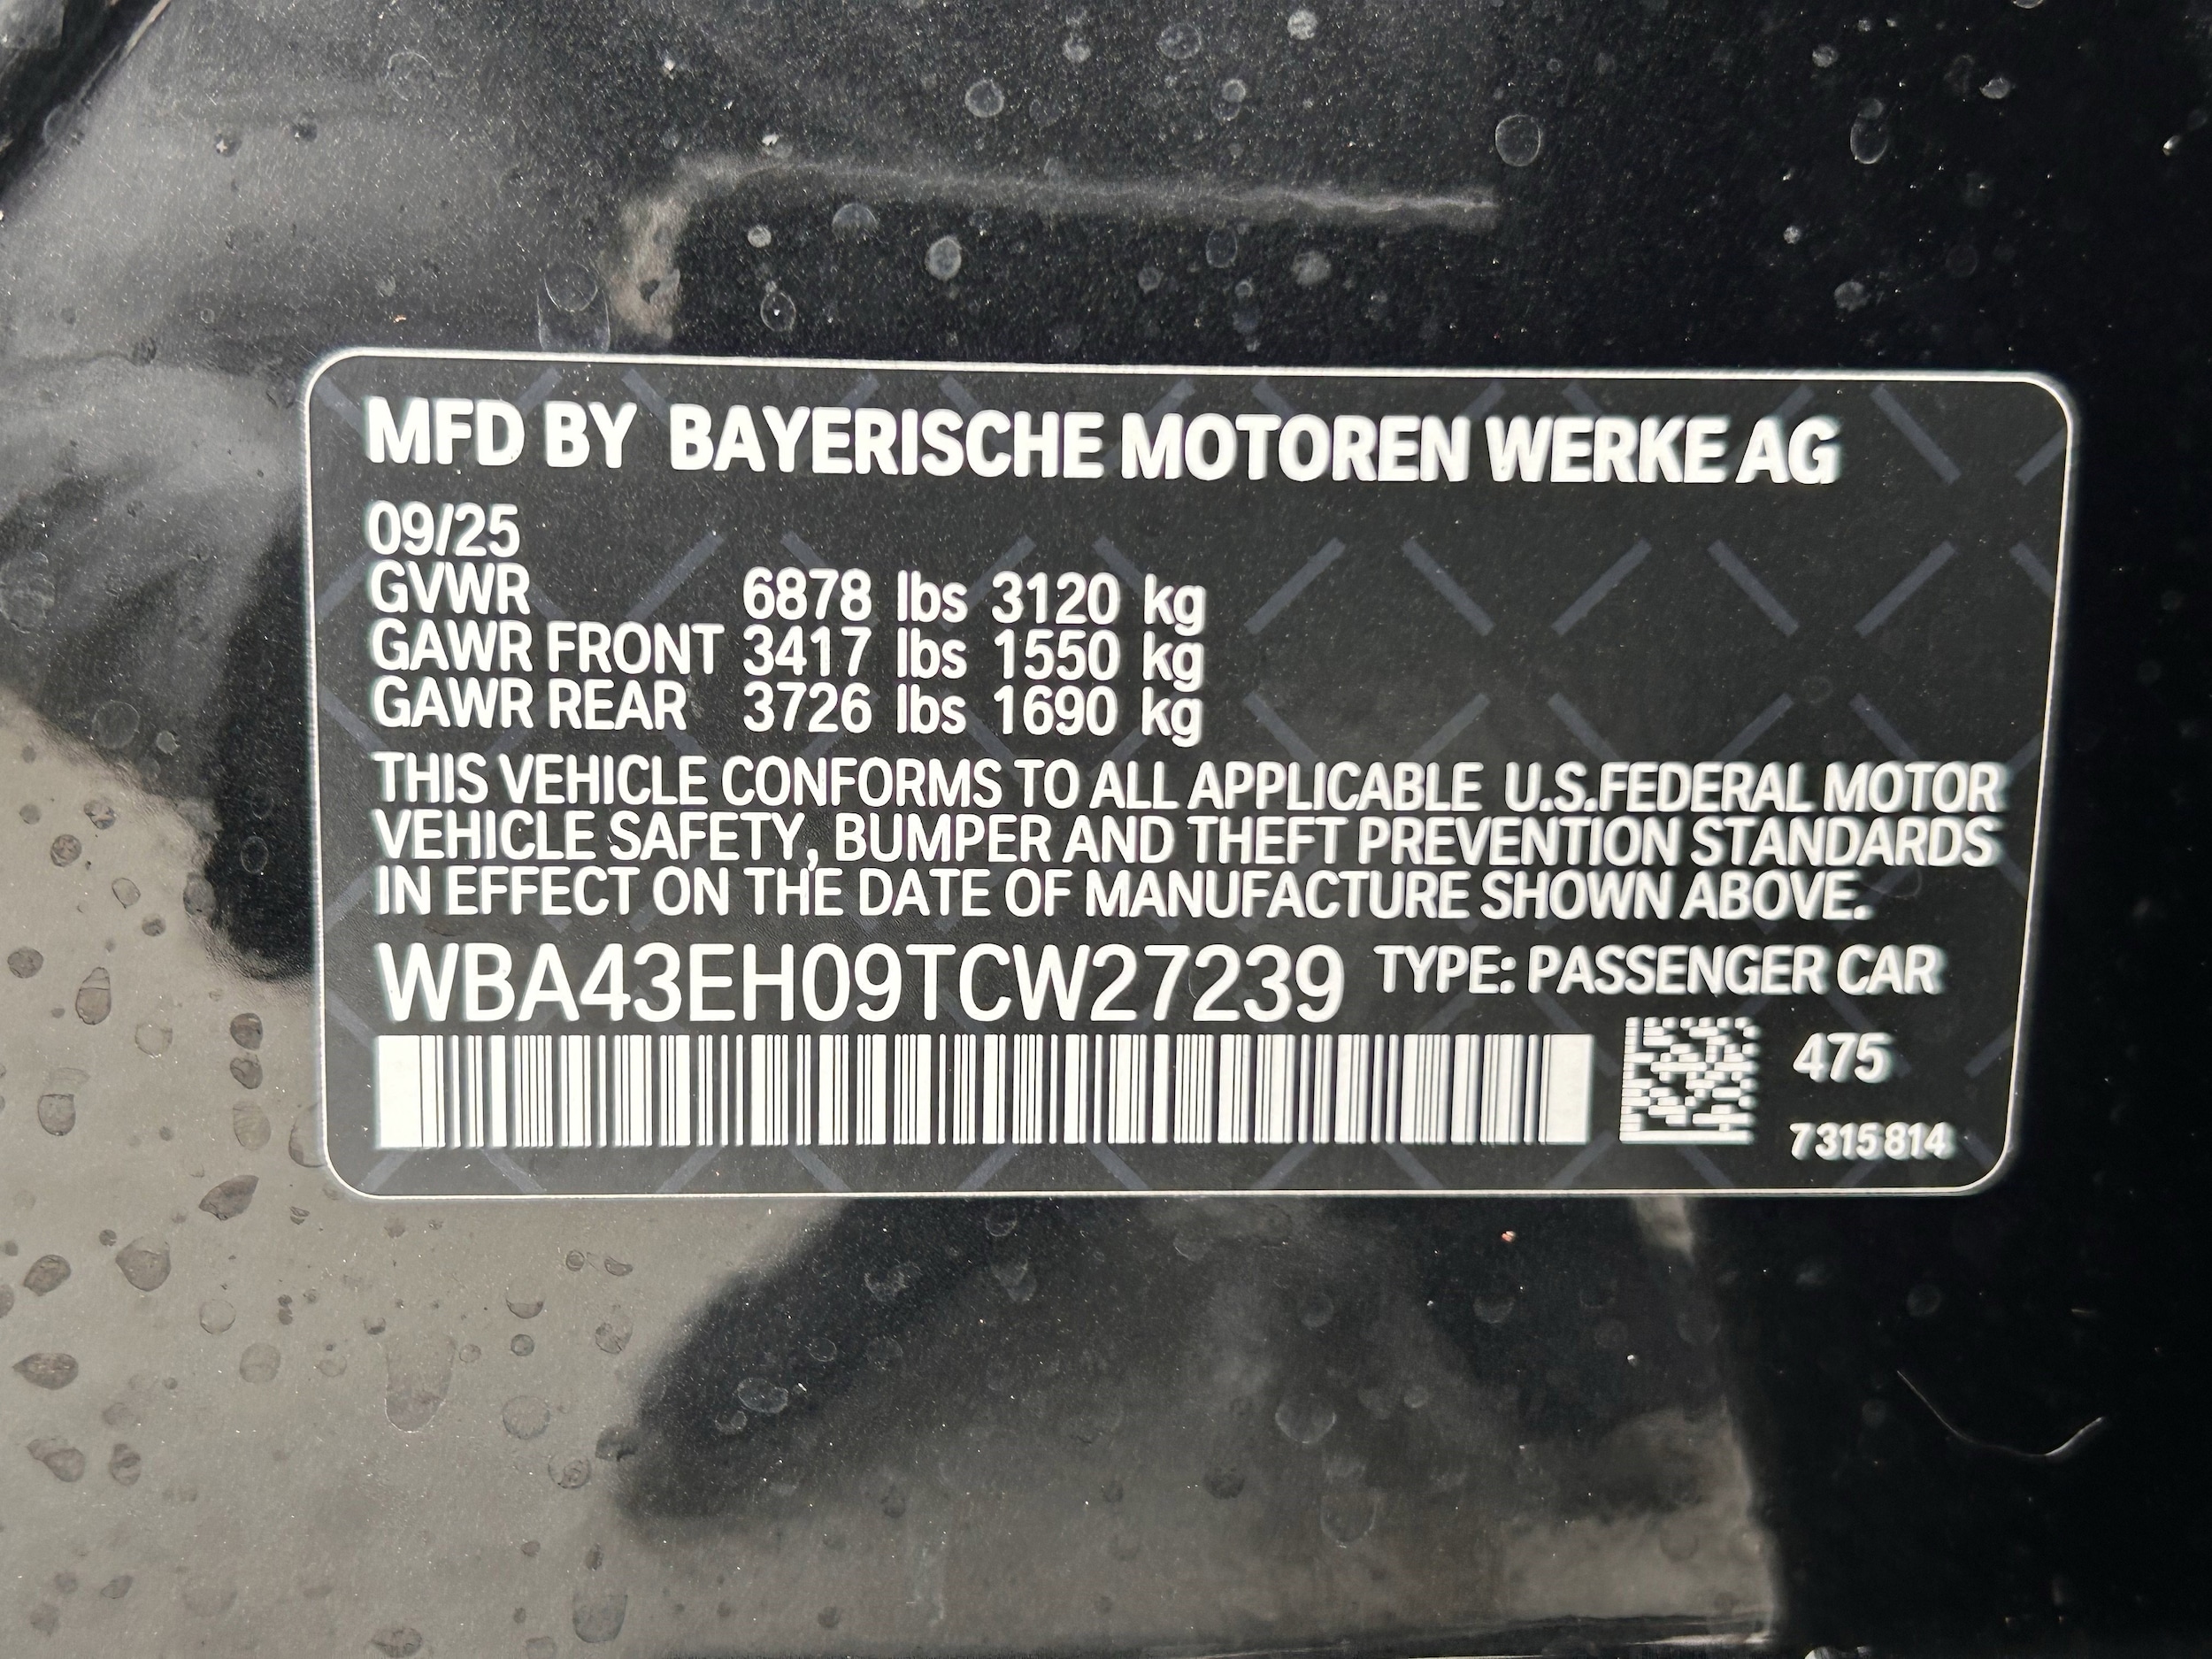 MFD BY BAYERISCHE MOTOREN WERKE AG
09/25
GVWR 6878 lbs 3120 kg
GAWR FRONT 3417 lbs 1550 kg
GAWR REAR 3726 lbs 1690 kg
THIS VEHICLE CONFORMS TO ALL APPLICABLE U.S.FEDERAL MOTOR
VEHICLE SAFETY, BUMPER AND THEFT PREVENTION STANDARDS
IN EFFECT ON THE DATE OF MANUFACTURE SHOWN ABOVE.
WBA43EH09TCW27239 TYPE: PASSENGER CAR
475
7315814